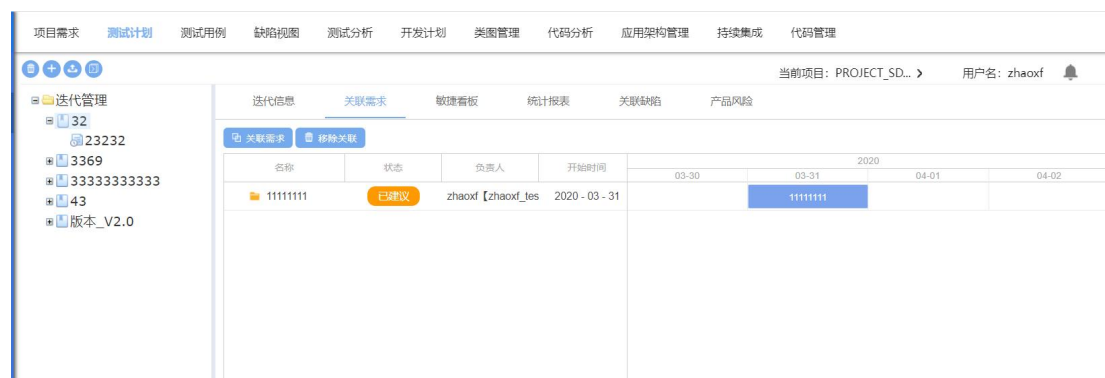 项目需求 测试计划 测试用例 缺陷视图 测试分析 开发计划 类图管理 代码分析 应用架构管理 持续集成 代码管理
当前项目: PROJECT_SD... 用户名: zhaoxf
迭代管理
32
23232
3369
33333333333
43
版本_V2.0
迭代信息 关联需求 敏捷看板 统计报表 关联缺陷 产品风险
关联需求 移除关联
名称 状态 负责人 开始时间 2020
03-30 03-31 04-01 04-02
11111111 已建议 zhaoxf【zhaoxf_tes 2020 - 03 - 31 11111111